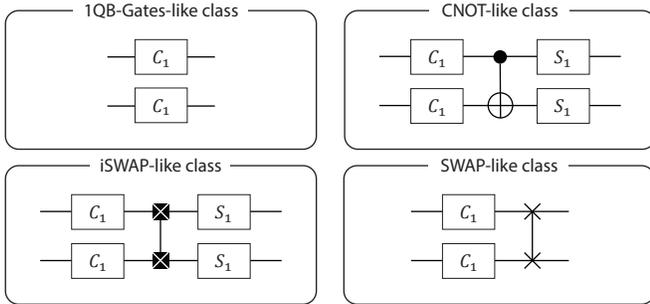 1QB-Gates-like class
C₁
C₁
CNOT-like class
C₁ S₁
C₁ S₁
iSWAP-like class
C₁ S₁
C₁ S₁
SWAP-like class
C₁
C₁